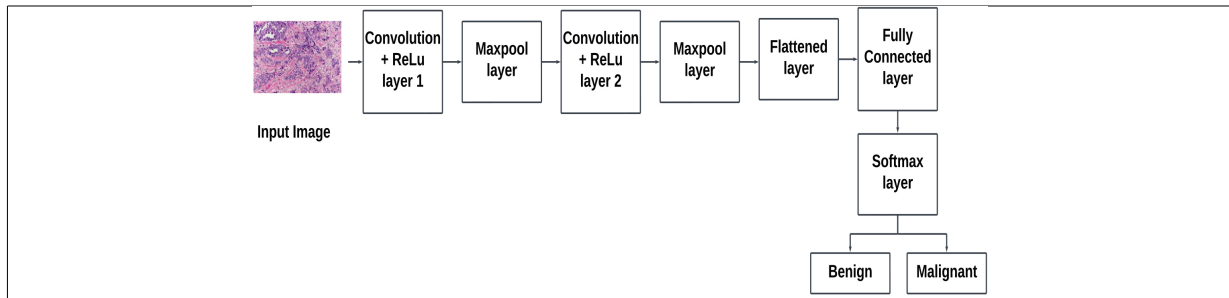 Input Image
Convolution
+ ReLu
layer 1
Maxpool
layer
Convolution
+ ReLu
layer 2
Maxpool
layer
Flattened
layer
Fully
Connected
layer
Softmax
layer
Benign
Malignant